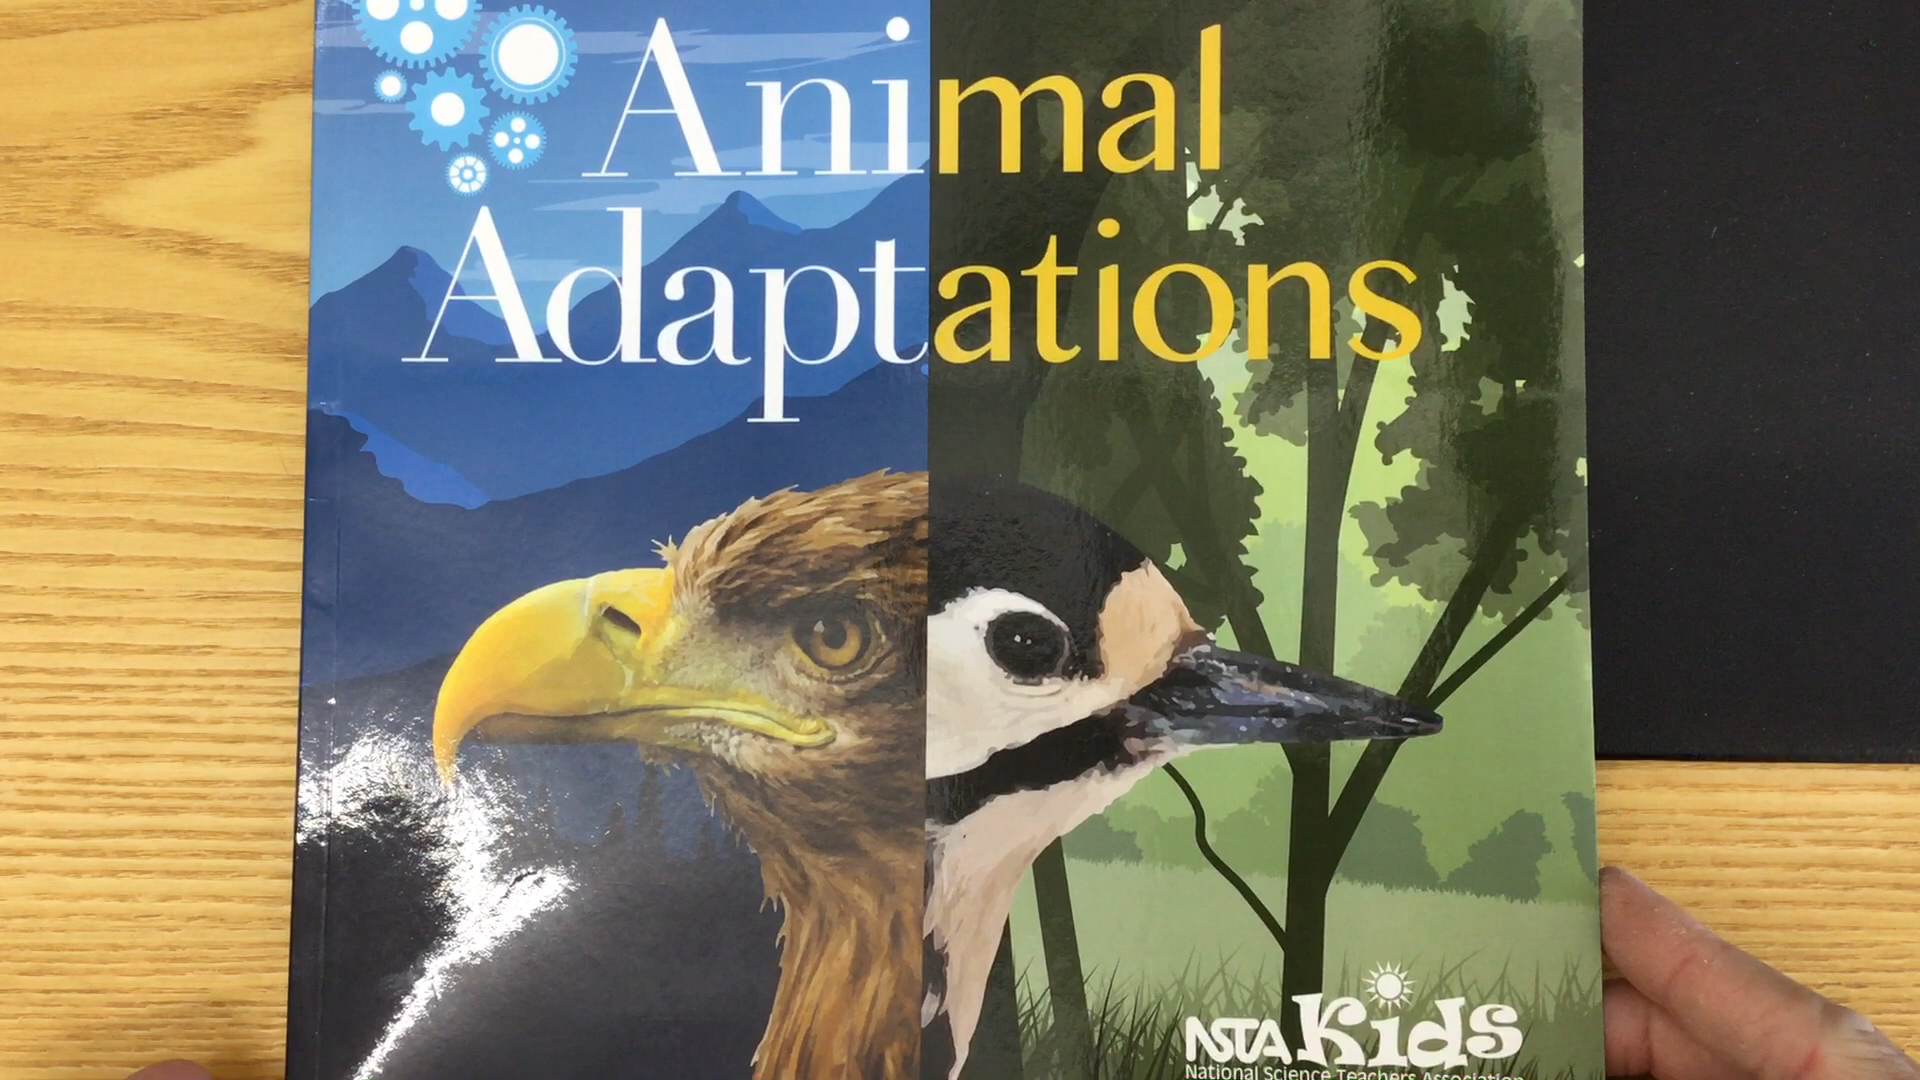 Animal
Adaptations
NSTA Kids
National Science Teachers Association